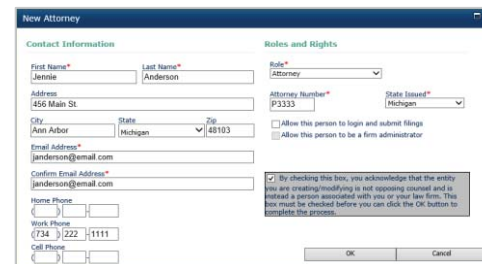 New Attorney
Contact Information
First Name*
Last Name*
Jennie
Anderson
Address
456 Main St.
City
State
Zip
Ann Arbor
Michigan
48103
Email Address*
janderson@email.com
Confirm Email Address*
janderson@email.com
Home Phone
( ) -
Work Phone
(734) 222 - 1111
Cell Phone
( ) -
Roles and Rights
Role*
Attorney
Attorney Number*
State Issued*
P3333
Michigan
Allow this person to login and submit filings
Allow this person to be a firm administrator
By checking this box, you acknowledge that the entity
you are creating/modifying is not opposing counsel and is
instead a person associated with you or your law firm. This
box must be checked before you can click the OK button to
complete the process.
OK
Cancel